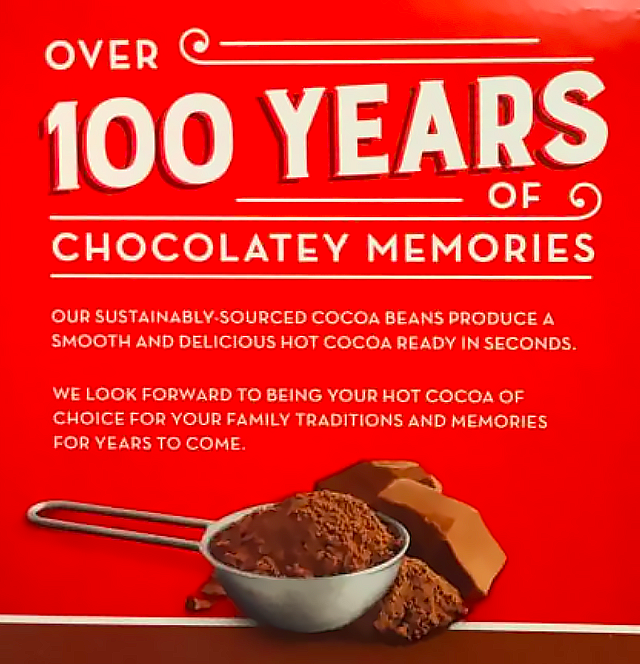 OVER
100 YEARS
OF
CHOCOLATEY MEMORIES
OUR SUSTAINABLY-SOURCED COCOA BEANS PRODUCE A
SMOOTH AND DELICIOUS HOT COCOA READY IN SECONDS.
WE LOOK FORWARD TO BEING YOUR HOT COCOA OF
CHOICE FOR YOUR FAMILY TRADITIONS AND MEMORIES
FOR YEARS TO COME.